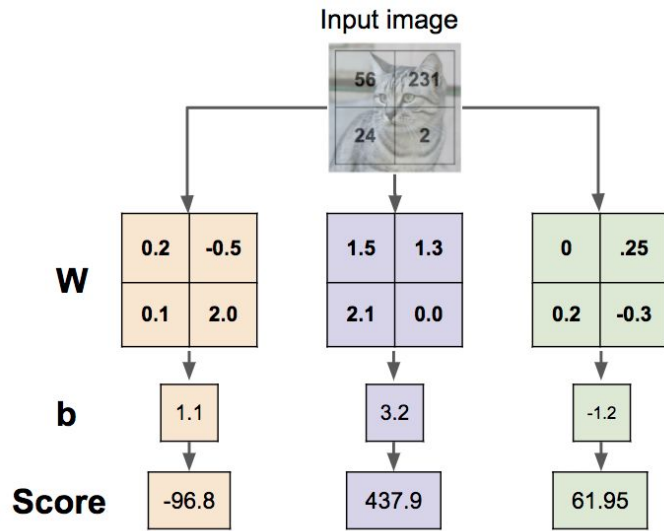 Input image
56 231
24 2
W
0.2 -0.5 1.5 1.3 0 .25
0.1 2.0 2.1 0.0 0.2 -0.3
b 1.1 3.2 -1.2
Score -96.8 437.9 61.95